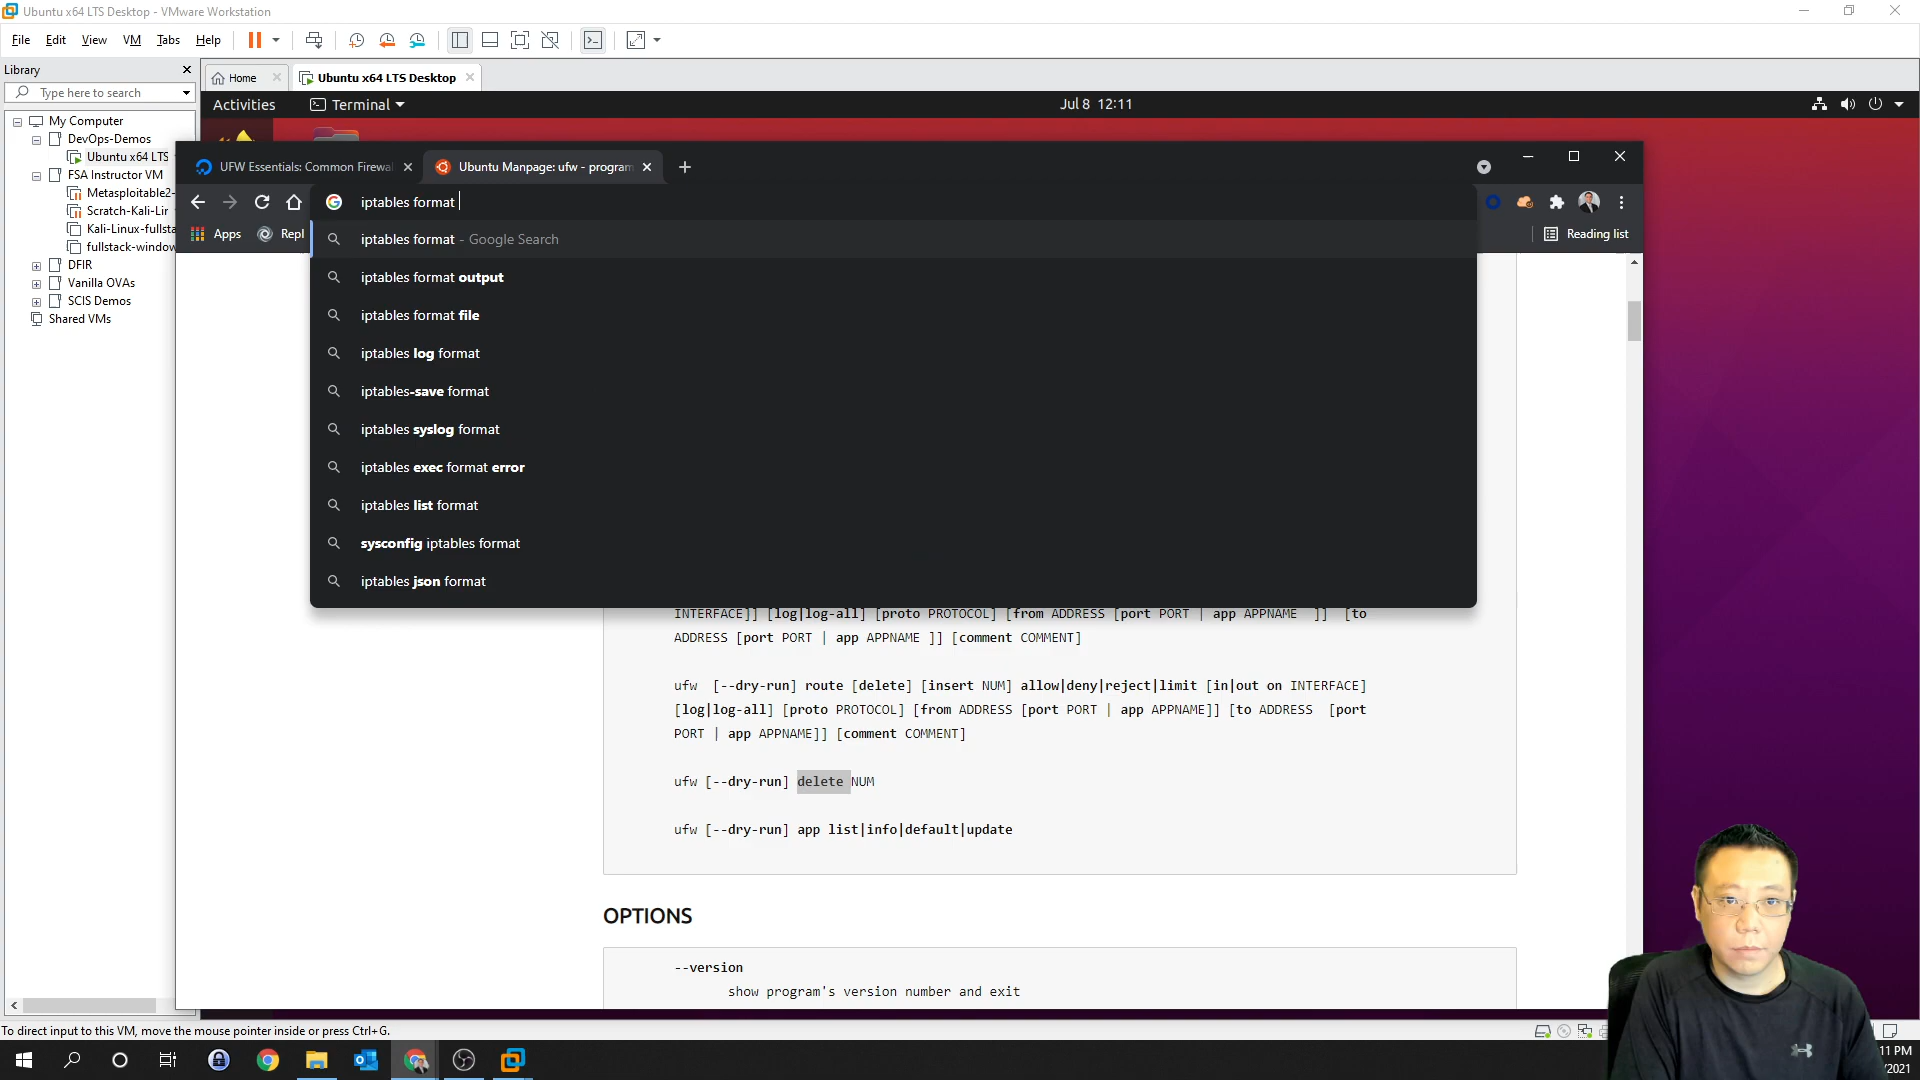 Ubuntu x64 LTS Desktop - VMware Workstation
File Edit View VM Tabs Help
Library
Type here to search
My Computer
DevOps-Demos
Ubuntu x64 LTS
FSA Instructor VM
Metasploitable2-
Scratch-Kali-Lir
Kali-Linux-fullsta
fullstack-window
DFIR
Vanilla OVAs
SCIS Demos
Shared VMs
Home
Ubuntu x64 LTS Desktop
Activities
Terminal
Jul 8 12:11
UFW Essentials: Common Firewal
Ubuntu Manpage: ufw - program
iptables format
Apps
Repl
Reading list
iptables format - Google Search
iptables format output
iptables format file
iptables log format
iptables-save format
iptables syslog format
iptables exec format error
iptables list format
sysconfig iptables format
iptables json format
INTERFACE]] [log|log-all] [proto PROTOCOL] [from ADDRESS [port PORT | app APPNAME ]] [to
ADDRESS [port PORT | app APPNAME ]] [comment COMMENT]
ufw [--dry-run] route [delete] [insert NUM] allow|deny|reject|limit [in|out on INTERFACE]
[log|log-all] [proto PROTOCOL] [from ADDRESS [port PORT | app APPNAME]] [to ADDRESS [port
PORT | app APPNAME]] [comment COMMENT]
ufw [--dry-run] delete NUM
ufw [--dry-run] app list|info|default|update
OPTIONS
--version
show program's version number and exit
To direct input to this VM, move the mouse pointer inside or press Ctrl+G.
11 PM
/2021